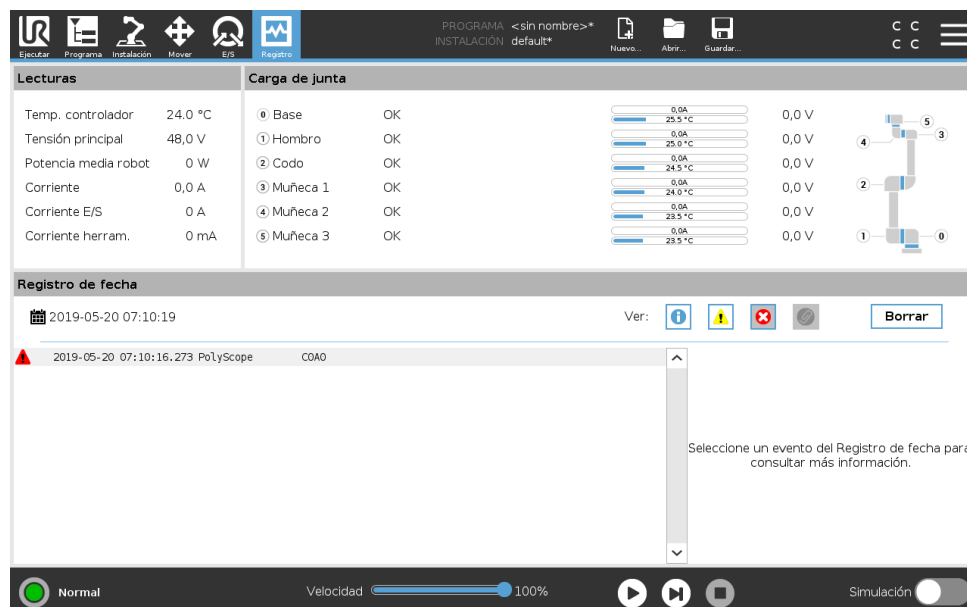 PROGRAMA <sin nombre>*
INSTALACIÓN default*
C C
C C
Ejecutar Programa Instalación Mover E/S Registro Nuevo... Abrir... Guardar...
Lecturas Carga de junta
Temp. controlador 24.0 °C
Tensión principal 48,0 V
Potencia media robot 0 W
Corriente 0,0 A
Corriente E/S 0 A
Corriente herram. 0 mA
0 Base OK 0,0A 25.5 °C 0,0 V
1 Hombro OK 0,0A 25.0 °C 0,0 V
2 Codo OK 0,0A 24.5 °C 0,0 V
3 Muñeca 1 OK 0,0A 24.0 °C 0,0 V
4 Muñeca 2 OK 0,0A 23.5 °C 0,0 V
5 Muñeca 3 OK 0,0A 23.5 °C 0,0 V
5
3
4
2
1 0
Registro de fecha
2019-05-20 07:10:19 Ver: Borrar
2019-05-20 07:10:16.273 PolyScope C0A0
Seleccione un evento del Registro de fecha para
consultar más información.
Normal Velocidad 100% Simulación